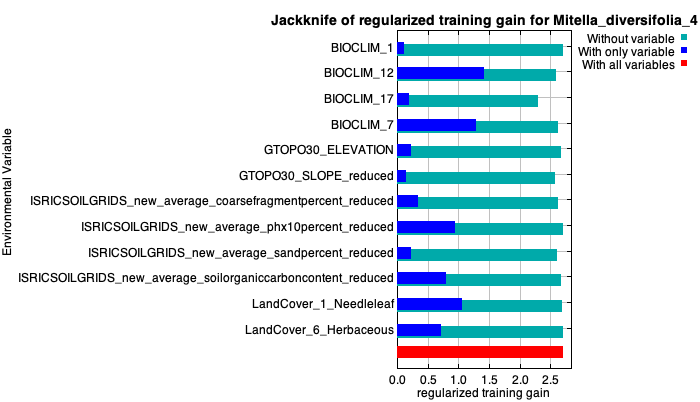 Jackknife of regularized training gain for Mitella_diversifolia_4
Without variable
With only variable
With all variables
Environmental Variable
BIOCLIM_1
BIOCLIM_12
BIOCLIM_17
BIOCLIM_7
GTOPO30_ELEVATION
GTOPO30_SLOPE_reduced
ISRICSOILGRIDS_new_average_coarsefragmentpercent_reduced
ISRICSOILGRIDS_new_average_phx10percent_reduced
ISRICSOILGRIDS_new_average_sandpercent_reduced
ISRICSOILGRIDS_new_average_soilorganiccarboncontent_reduced
LandCover_1_Needleleaf
LandCover_6_Herbaceous
0.0 0.5 1.0 1.5 2.0 2.5
regularized training gain